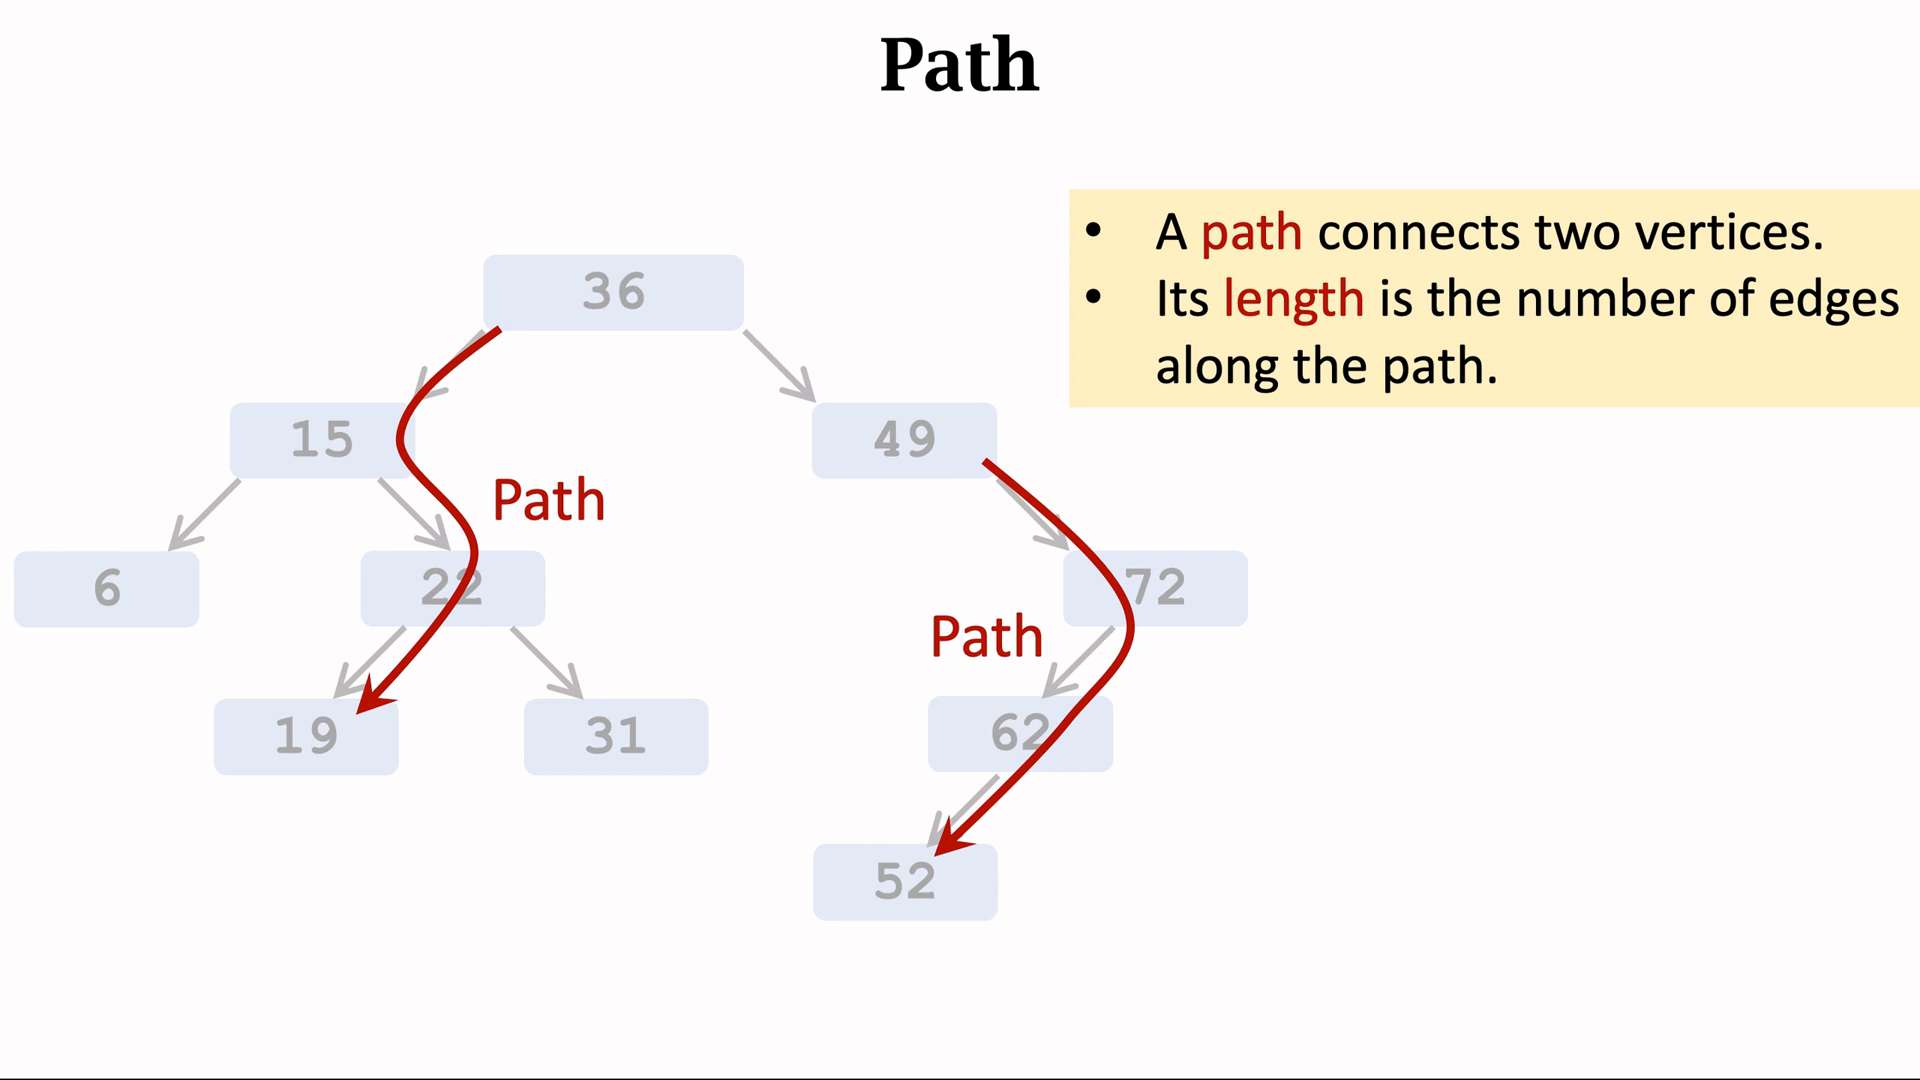 Path
• A path connects two vertices.
• Its length is the number of edges
along the path.
36
15
49
Path
6
22
72
Path
19
31
62
52